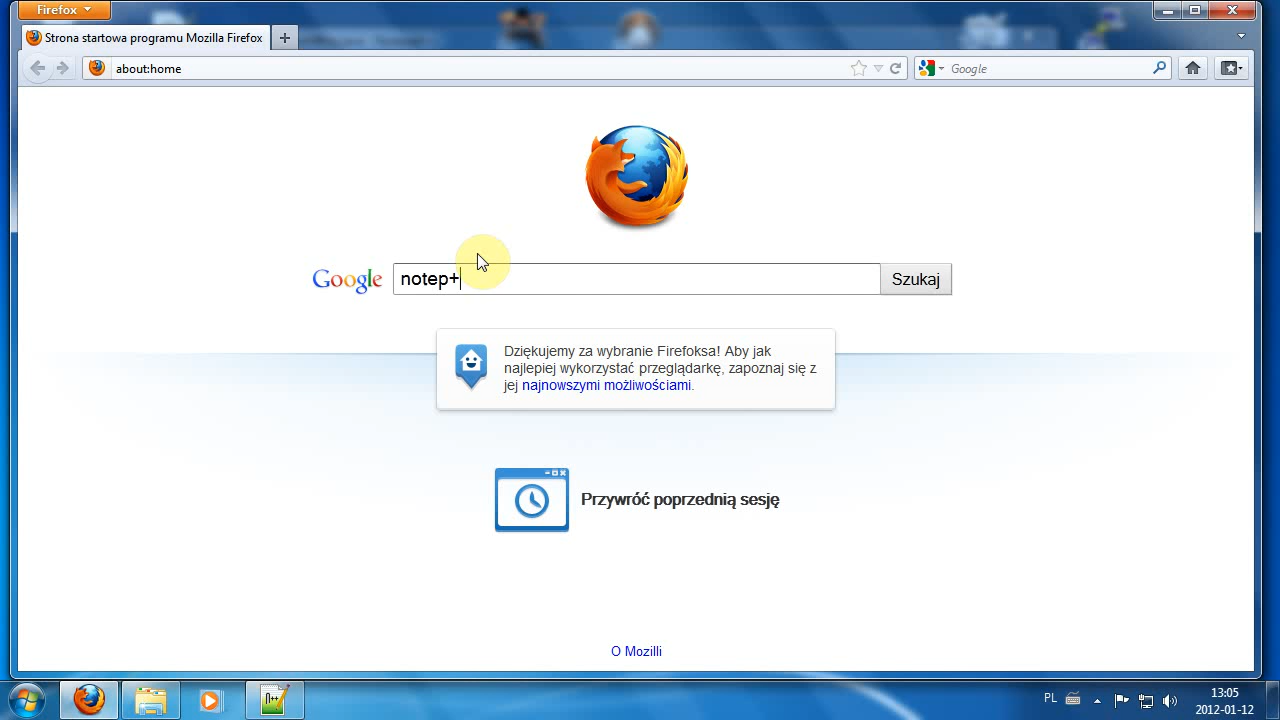 Firefox
Strona startowa programu Mozilla Firefox
about:home
Google
Google
notep+
Szukaj
Dziękujemy za wybranie Firefoksa! Aby jak
najlepiej wykorzystać przeglądarkę, zapoznaj się z
jej najnowszymi możliwościami.
Przywróć poprzednią sesję
O Mozilli
PL
13:05
2012-01-12